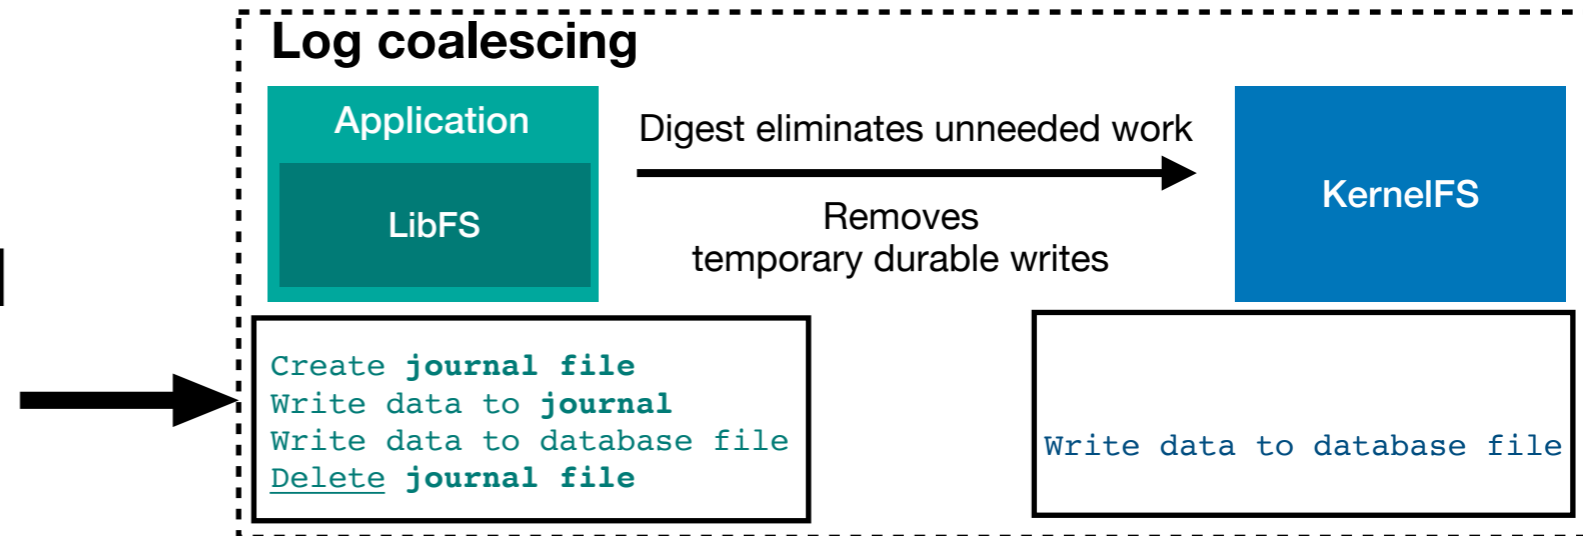 Log coalescing
Application
LibFS
Digest eliminates unneeded work
Removes
temporary durable writes
KernelFS
Create journal file
Write data to journal
Write data to database file
Delete journal file
Write data to database file